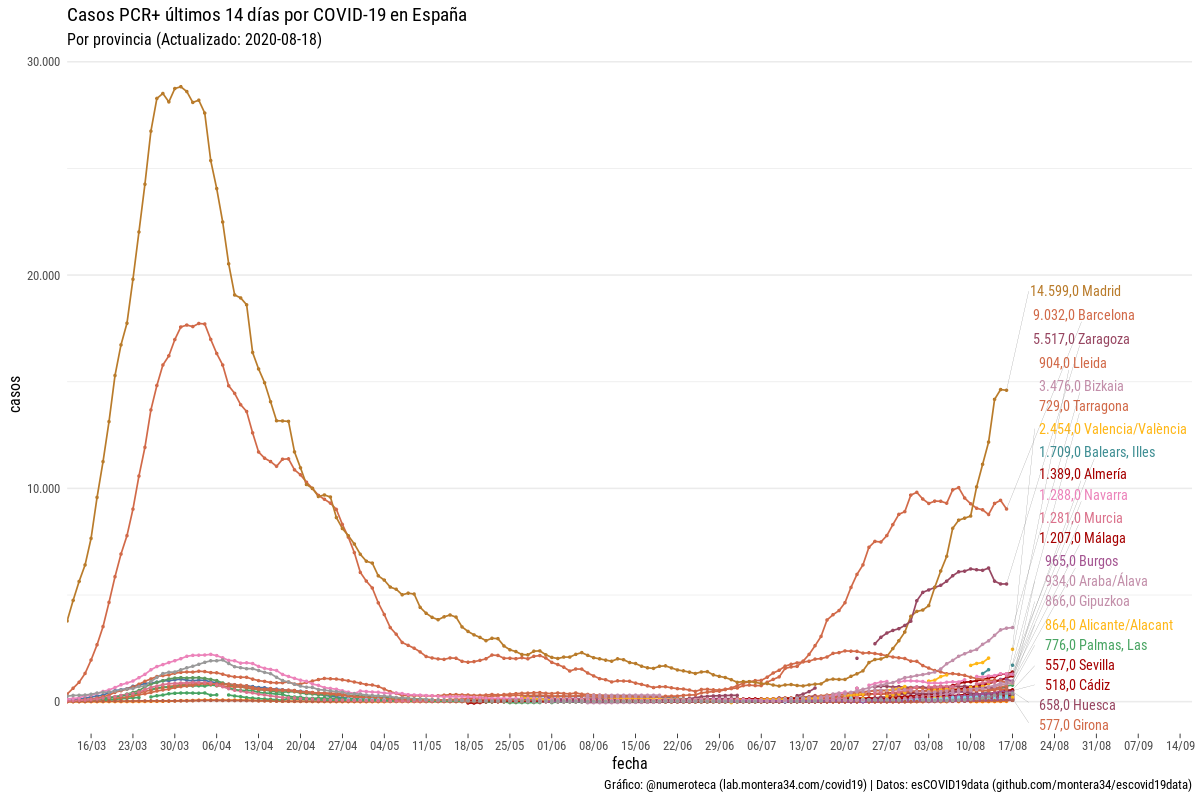 Casos PCR+ últimos 14 días por COVID-19 en España
Por provincia (Actualizado: 2020-08-18)
30.000
20.000
10.000
0
casos
14.599,0 Madrid
9.032,0 Barcelona
5.517,0 Zaragoza
904,0 Lleida
3.476,0 Bizkaia
729,0 Tarragona
2.454,0 Valencia/València
1.709,0 Balears, Illes
1.389,0 Almería
1.288,0 Navarra
1.281,0 Murcia
1.207,0 Málaga
965,0 Burgos
934,0 Araba/Álava
866,0 Gipuzkoa
864,0 Alicante/Alacant
776,0 Palmas, Las
557,0 Sevilla
518,0 Cádiz
658,0 Huesca
577,0 Girona
16/03 23/03 30/03 06/04 13/04 20/04 27/04 04/05 11/05 18/05 25/05 01/06 08/06 15/06 22/06 29/06 06/07 13/07 20/07 27/07 03/08 10/08 17/08 24/08 31/08 07/09 14/09
fecha
Gráfico: @numeroteca (lab.montera34.com/covid19) | Datos: esCOVID19data (github.com/montera34/escovid19data)